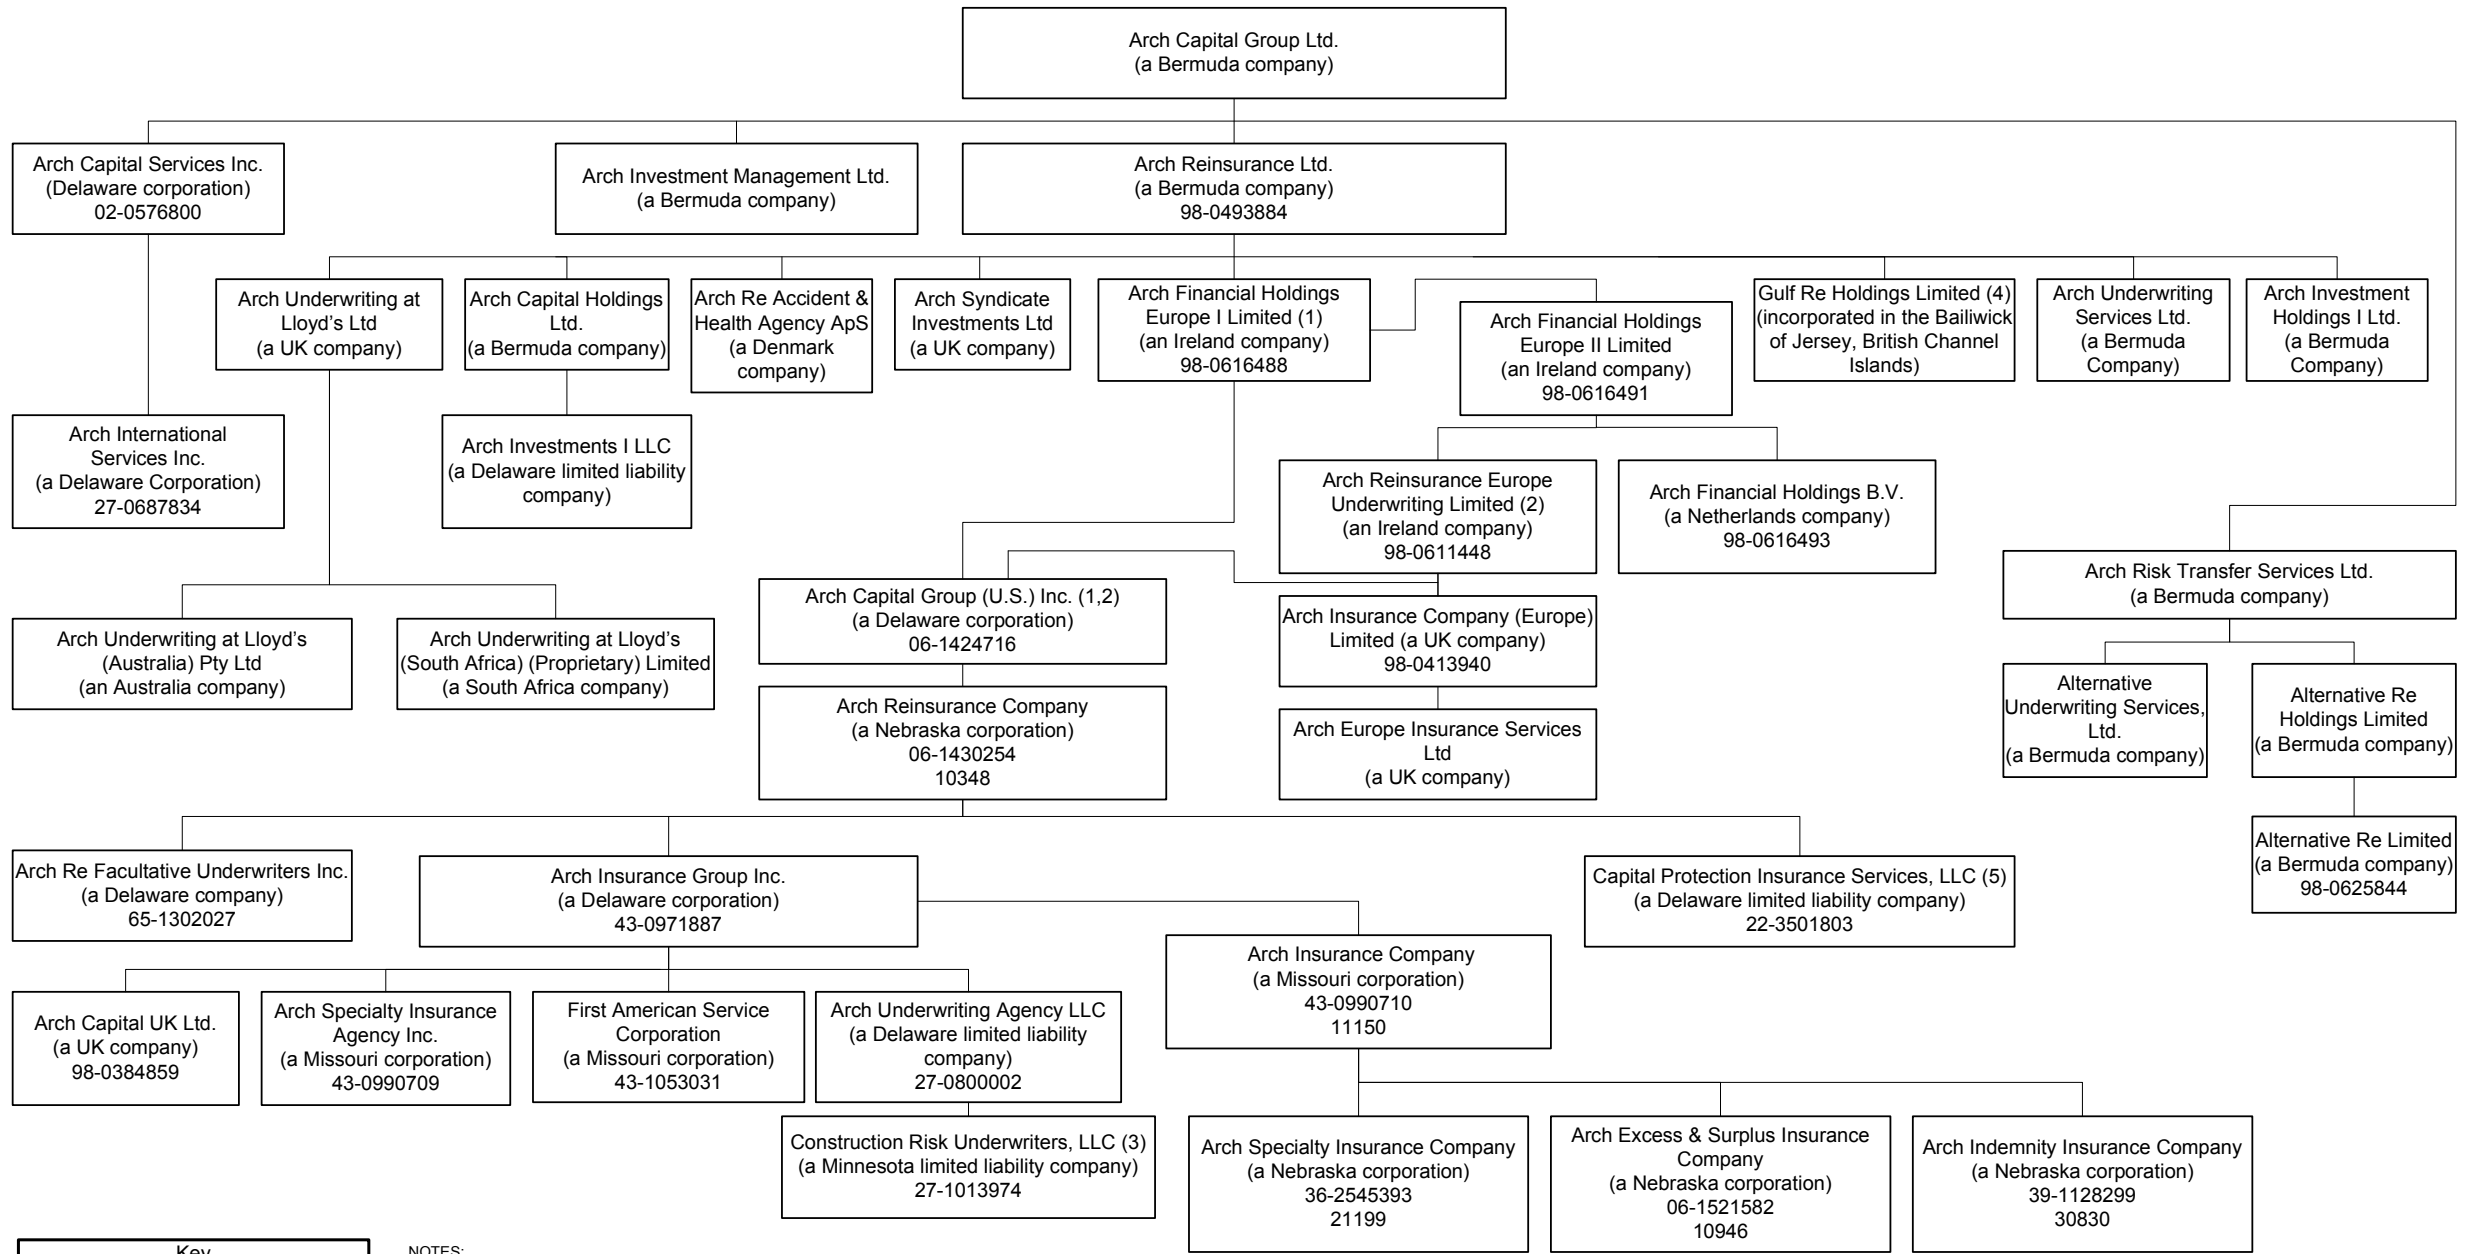 Arch Capital Group Ltd.
(a Bermuda company)
Arch Capital Services Inc.
(Delaware corporation)
02-0576800
Arch Investment Management Ltd.
(a Bermuda company)
Arch Reinsurance Ltd.
(a Bermuda company)
98-0493884
Arch Underwriting at
Lloyd’s Ltd
(a UK company)
Arch Capital Holdings
Ltd.
(a Bermuda company)
Arch Re Accident &
Health Agency ApS
(a Denmark
company)
Arch Syndicate
Investments Ltd
(a UK company)
Arch Financial Holdings
Europe I Limited (1)
(an Ireland company)
98-0616488
Arch Financial Holdings
Europe II Limited
(an Ireland company)
98-0616491
Gulf Re Holdings Limited (4)
(incorporated in the Bailiwick
of Jersey, British Channel
Islands)
Arch Underwriting
Services Ltd.
(a Bermuda
Company)
Arch Investment
Holdings I Ltd.
(a Bermuda
Company)
Arch International
Services Inc.
(a Delaware Corporation)
27-0687834
Arch Investments I LLC
(a Delaware limited liability
company)
Arch Reinsurance Europe
Underwriting Limited (2)
(an Ireland company)
98-0611448
Arch Financial Holdings B.V.
(a Netherlands company)
98-0616493
Arch Risk Transfer Services Ltd.
(a Bermuda company)
Arch Underwriting at Lloyd’s
(Australia) Pty Ltd
(an Australia company)
Arch Underwriting at Lloyd’s
(South Africa) (Proprietary) Limited
(a South Africa company)
Arch Capital Group (U.S.) Inc. (1,2)
(a Delaware corporation)
06-1424716
Arch Insurance Company (Europe)
Limited (a UK company)
98-0413940
Alternative
Underwriting Services,
Ltd.
(a Bermuda company)
Alternative Re
Holdings Limited
(a Bermuda company)
Arch Reinsurance Company
(a Nebraska corporation)
06-1430254
10348
Arch Europe Insurance Services
Ltd
(a UK company)
Alternative Re Limited
(a Bermuda company)
98-0625844
Arch Re Facultative Underwriters Inc.
(a Delaware company)
65-1302027
Arch Insurance Group Inc.
(a Delaware corporation)
43-0971887
Capital Protection Insurance Services, LLC (5)
(a Delaware limited liability company)
22-3501803
Arch Insurance Company
(a Missouri corporation)
43-0990710
11150
Arch Capital UK Ltd.
(a UK company)
98-0384859
Arch Specialty Insurance
Agency Inc.
(a Missouri corporation)
43-0990709
First American Service
Corporation
(a Missouri corporation)
43-1053031
Arch Underwriting Agency LLC
(a Delaware limited liability
company)
27-0800002
Construction Risk Underwriters, LLC (3)
(a Minnesota limited liability company)
27-1013974
Arch Specialty Insurance Company
(a Nebraska corporation)
36-2545393
21199
Arch Excess & Surplus Insurance
Company
(a Nebraska corporation)
06-1521582
10946
Arch Indemnity Insurance Company
(a Nebraska corporation)
39-1128299
30830
Key
NOTES: